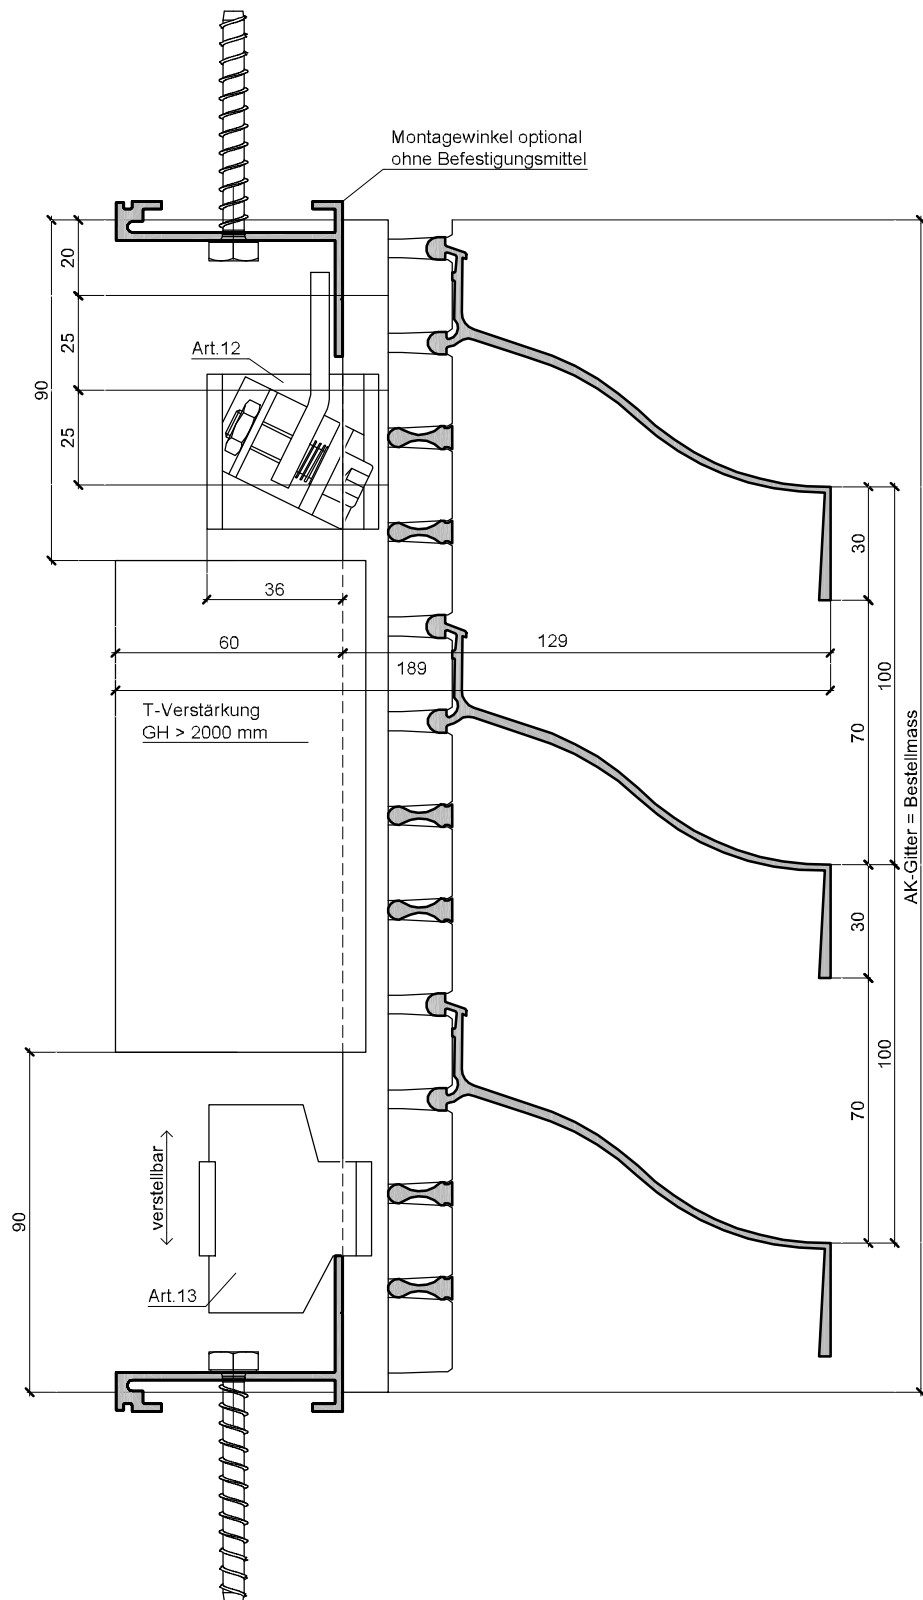 Montagewinkel optional
ohne Befestigungsmittel
20
25
25
90
Art.12
36
60
129
189
T-Verstärkung
GH > 2000 mm
30
100
70
30
100
70
AK-Gitter = Bestellmass
verstellbar
90
Art.13